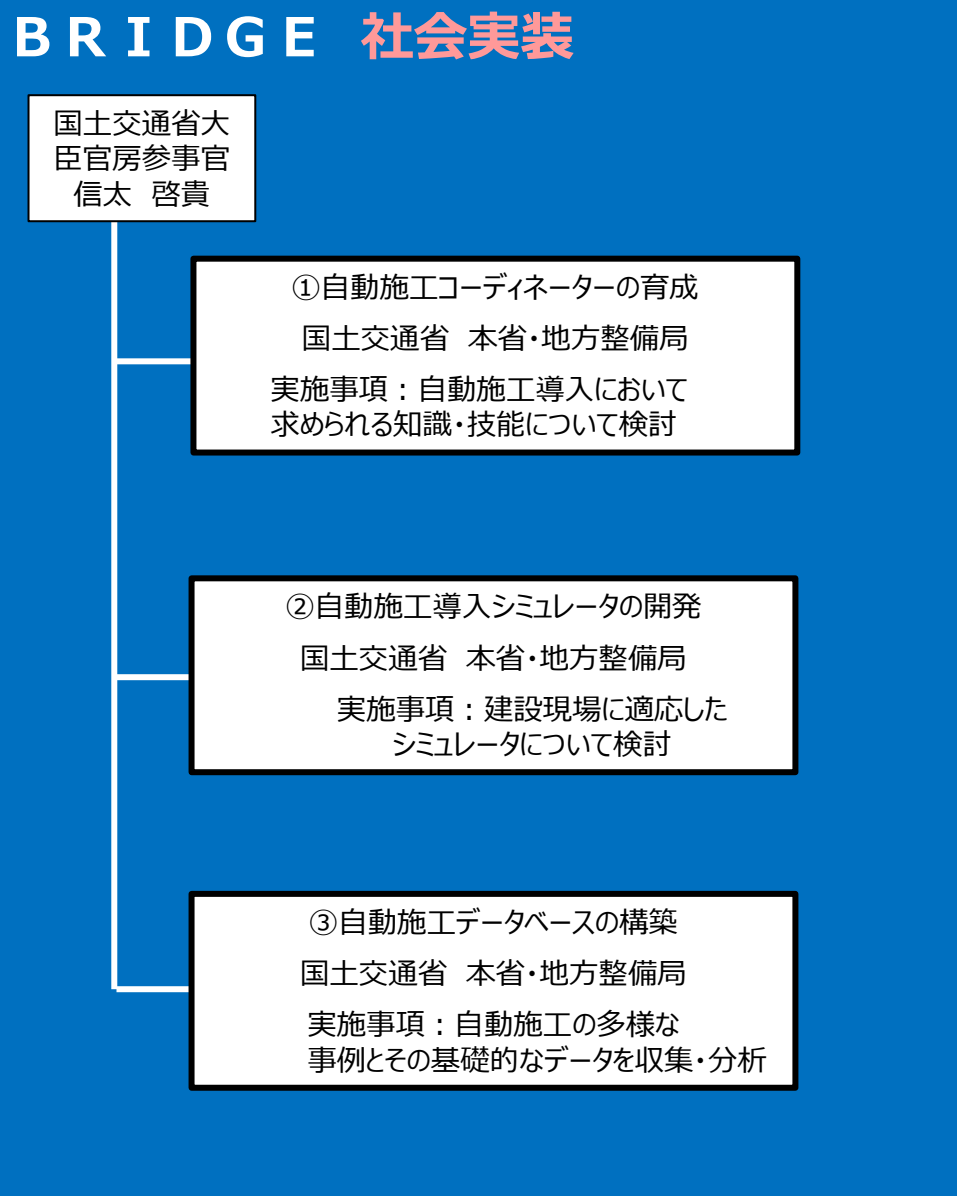 ＢＲＩＤＧＥ 社会実装
国土交通省大
臣官房参事官
信太　啓貴
①自動施工コーディネーターの育成
国土交通省　本省・地方整備局
実施事項：自動施工導入において
求められる知識・技能について検討
②自動施工導入シミュレータの開発
国土交通省　本省・地方整備局
実施事項：建設現場に適応した
シミュレータについて検討
③自動施工データベースの構築
国土交通省　本省・地方整備局
実施事項：自動施工の多様な
事例とその基礎的なデータを収集・分析